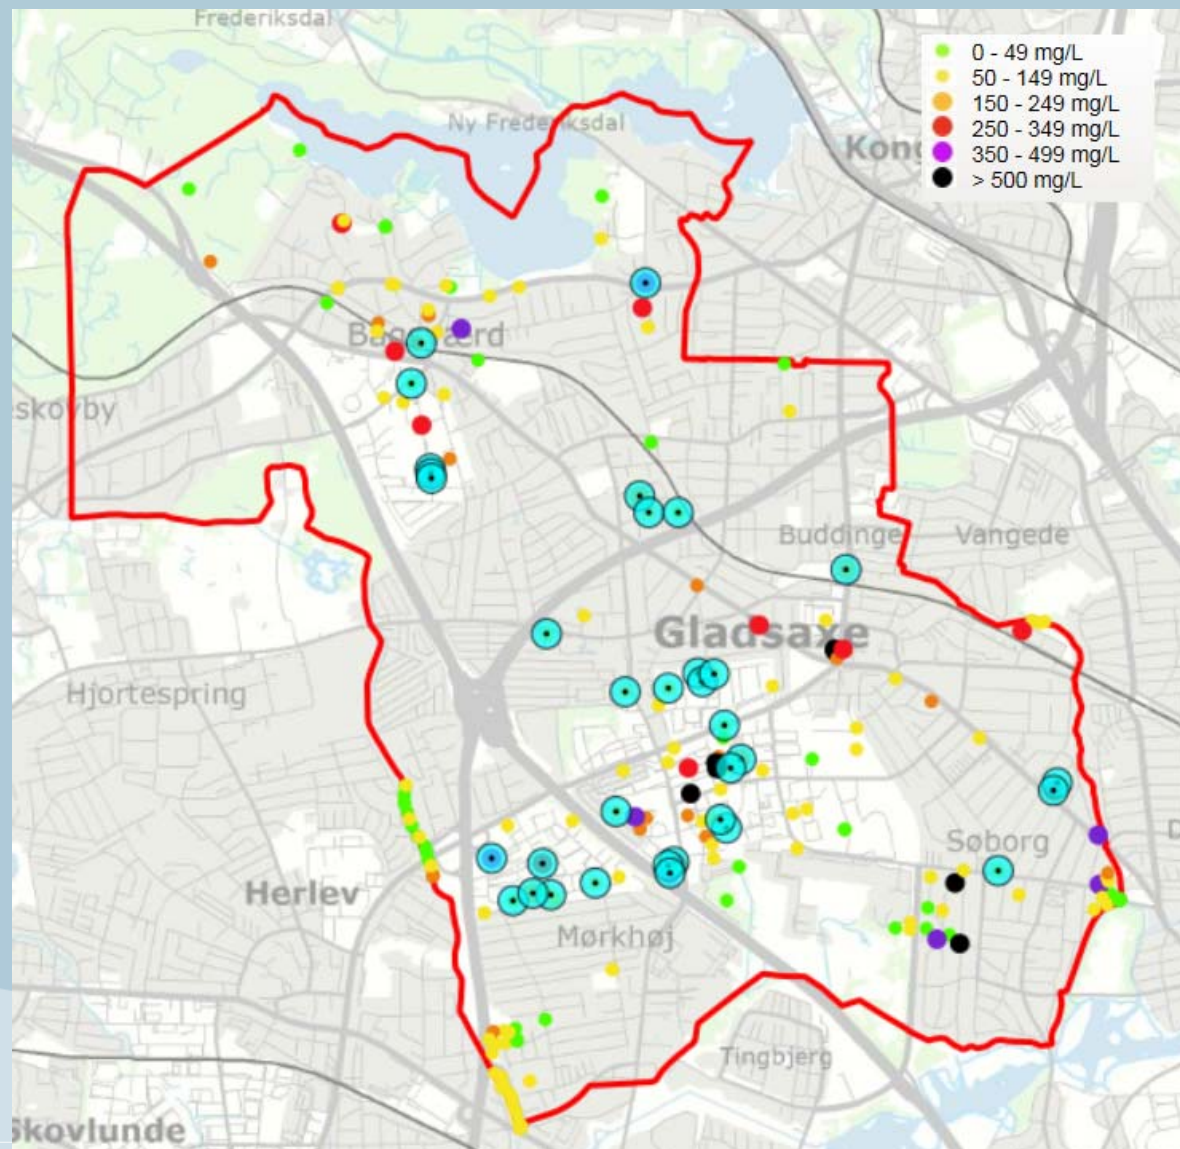 Frederiksdal
Ny Frederiksdal
Kong
0 - 49 mg/L
50 - 149 mg/L
150 - 249 mg/L
250 - 349 mg/L
350 - 499 mg/L
> 500 mg/L
Bagsværd
skovby
Buddinge
Vangede
Gladsaxe
Hjortespring
Søborg
D
Herlev
Mørkhøj
Tingbjerg
Skovlunde